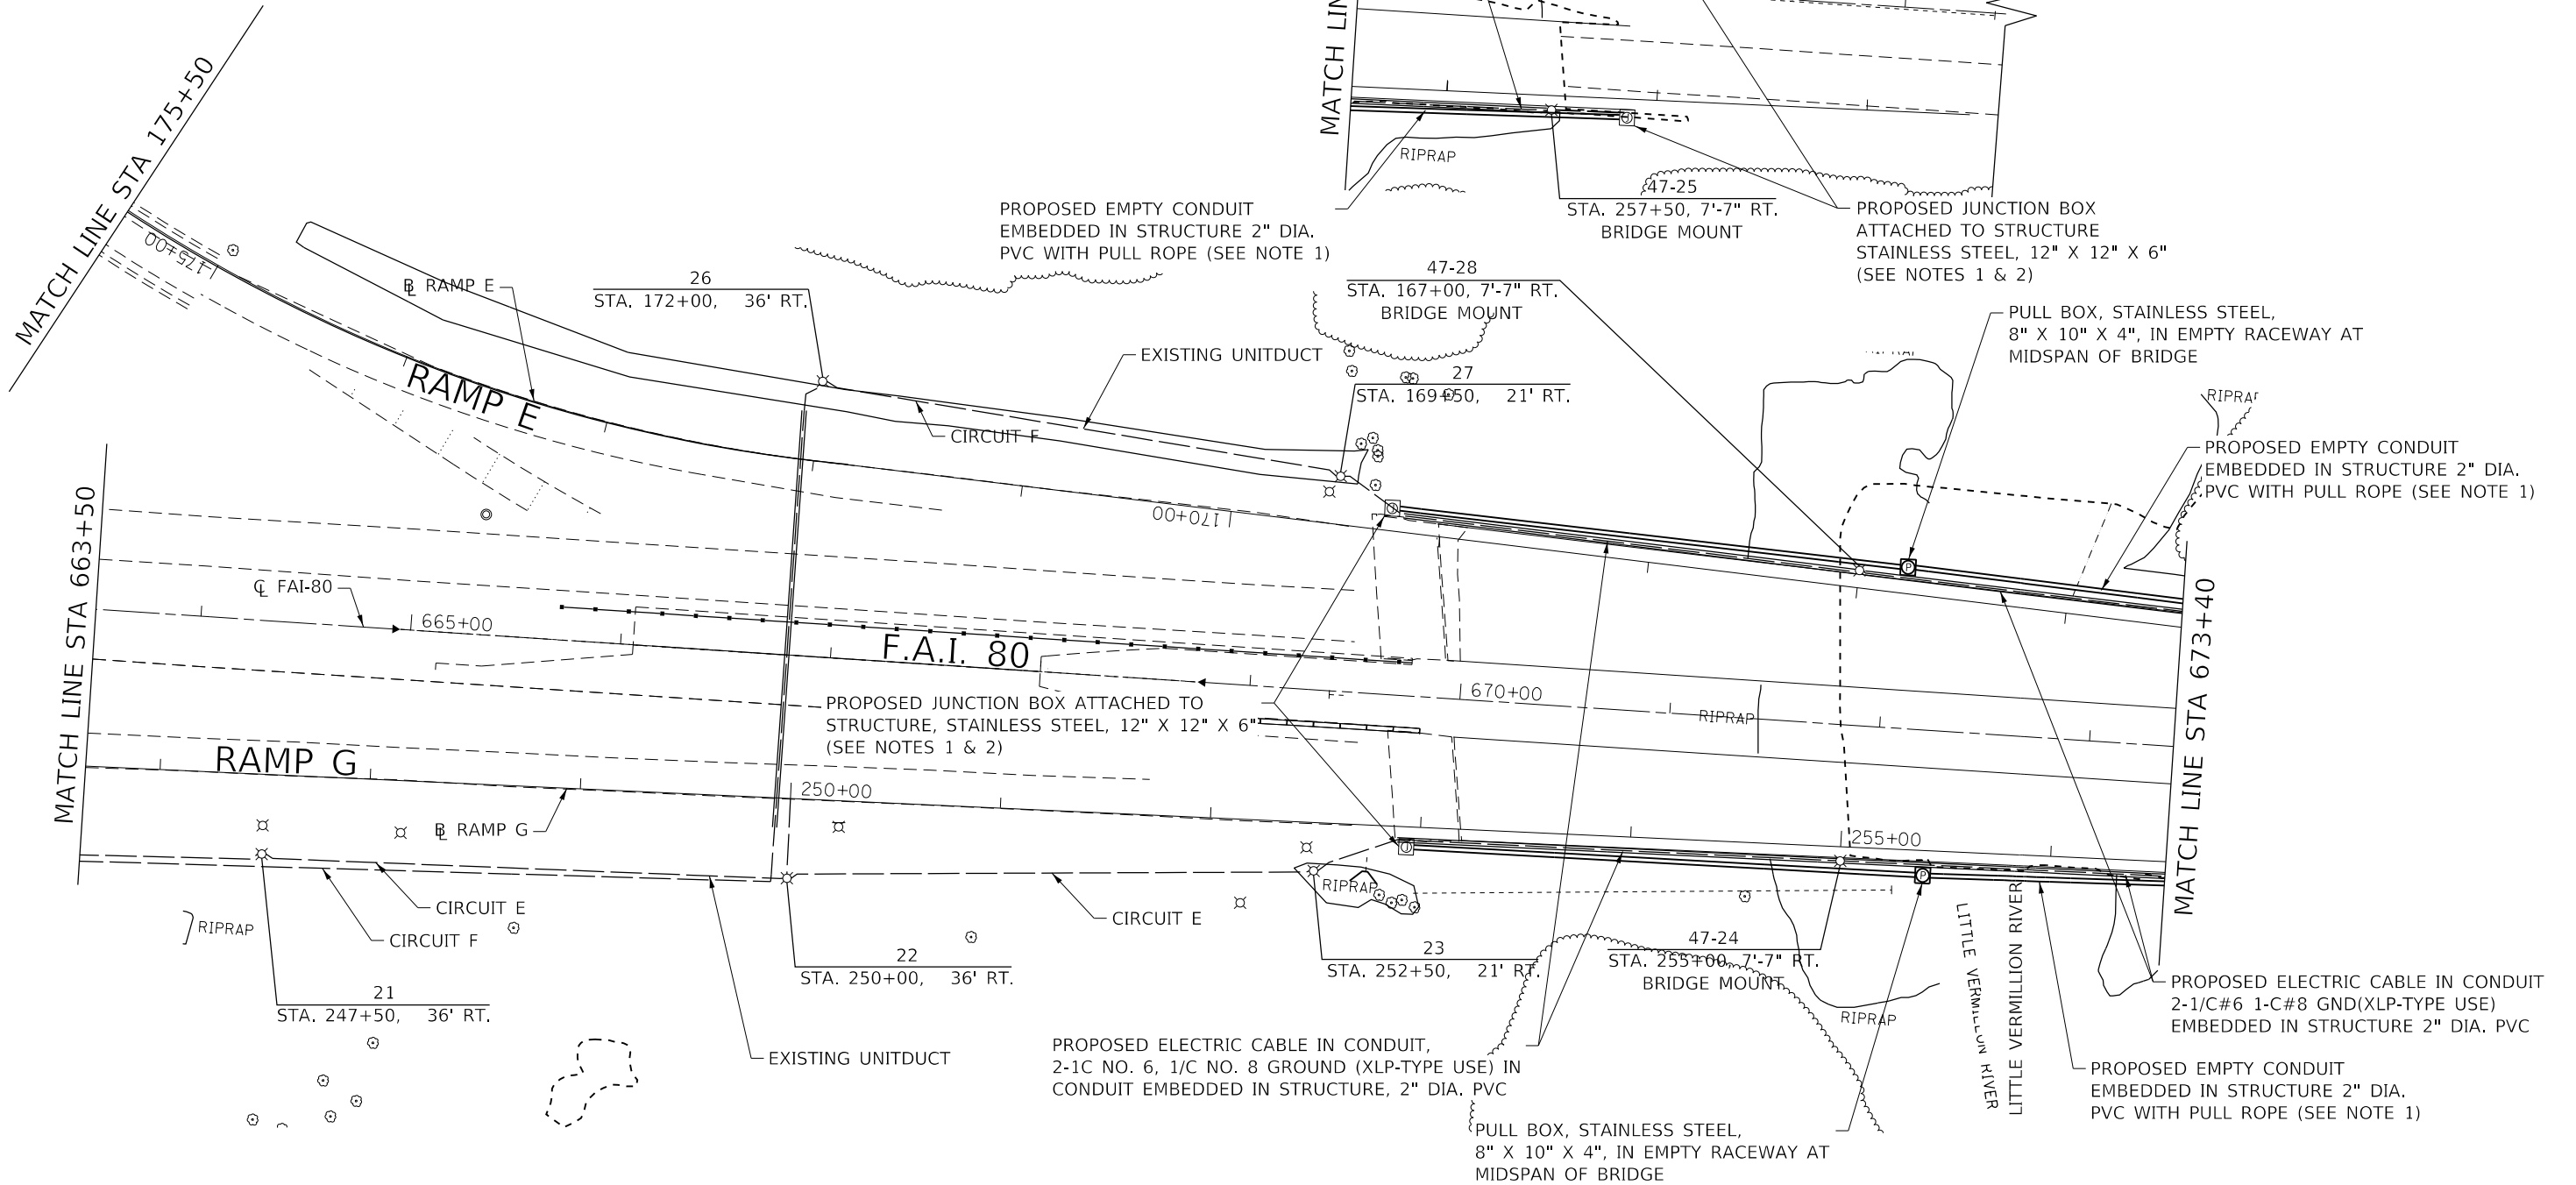 MATCH LIN
RIPRAP
PROPOSED EMPTY CONDUIT
EMBEDDED IN STRUCTURE 2" DIA.
PVC WITH PULL ROPE (SEE NOTE 1)
47-25
STA. 257+50, 7'-7" RT.
BRIDGE MOUNT
PROPOSED JUNCTION BOX
ATTACHED TO STRUCTURE
STAINLESS STEEL, 12" X 12" X 6"
(SEE NOTES 1 & 2)
MATCH LINE STA 175+50
175+00
℄ RAMP E
RAMP E
26
STA. 172+00, 36' RT.
47-28
STA. 167+00, 7'-7" RT.
BRIDGE MOUNT
EXISTING UNITDUCT
27
STA. 169+50, 21' RT.
CIRCUIT F
PULL BOX, STAINLESS STEEL,
8" X 10" X 4", IN EMPTY RACEWAY AT
MIDSPAN OF BRIDGE
RIPRAP
RIPRAP
PROPOSED EMPTY CONDUIT
EMBEDDED IN STRUCTURE 2" DIA.
PVC WITH PULL ROPE (SEE NOTE 1)
170+00
J
P
MATCH LINE STA 663+50
℄ FAI-80
665+00
F.A.I. 80
670+00
RIPRAP
MATCH LINE STA 673+40
PROPOSED JUNCTION BOX ATTACHED TO
STRUCTURE, STAINLESS STEEL, 12" X 12" X 6"
(SEE NOTES 1 & 2)
RAMP G
250+00
℄ RAMP G
255+00
J
P
RIPRAP
CIRCUIT E
CIRCUIT F
RIPRAP
CIRCUIT E
21
STA. 247+50, 36' RT.
22
STA. 250+00, 36' RT.
23
STA. 252+50, 21' RT.
47-24
STA. 255+00, 7'-7" RT.
BRIDGE MOUNT
RIPRAP
LITTLE VERMILLION RIVER
LITTLE VERMILLION RIVER
EXISTING UNITDUCT
PROPOSED ELECTRIC CABLE IN CONDUIT,
2-1C NO. 6, 1/C NO. 8 GROUND (XLP-TYPE USE) IN
CONDUIT EMBEDDED IN STRUCTURE, 2" DIA. PVC
PROPOSED ELECTRIC CABLE IN CONDUIT
2-1/C#6 1-C#8 GND(XLP-TYPE USE)
EMBEDDED IN STRUCTURE 2" DIA. PVC
PROPOSED EMPTY CONDUIT
EMBEDDED IN STRUCTURE 2" DIA.
PVC WITH PULL ROPE (SEE NOTE 1)
PULL BOX, STAINLESS STEEL,
8" X 10" X 4", IN EMPTY RACEWAY AT
MIDSPAN OF BRIDGE